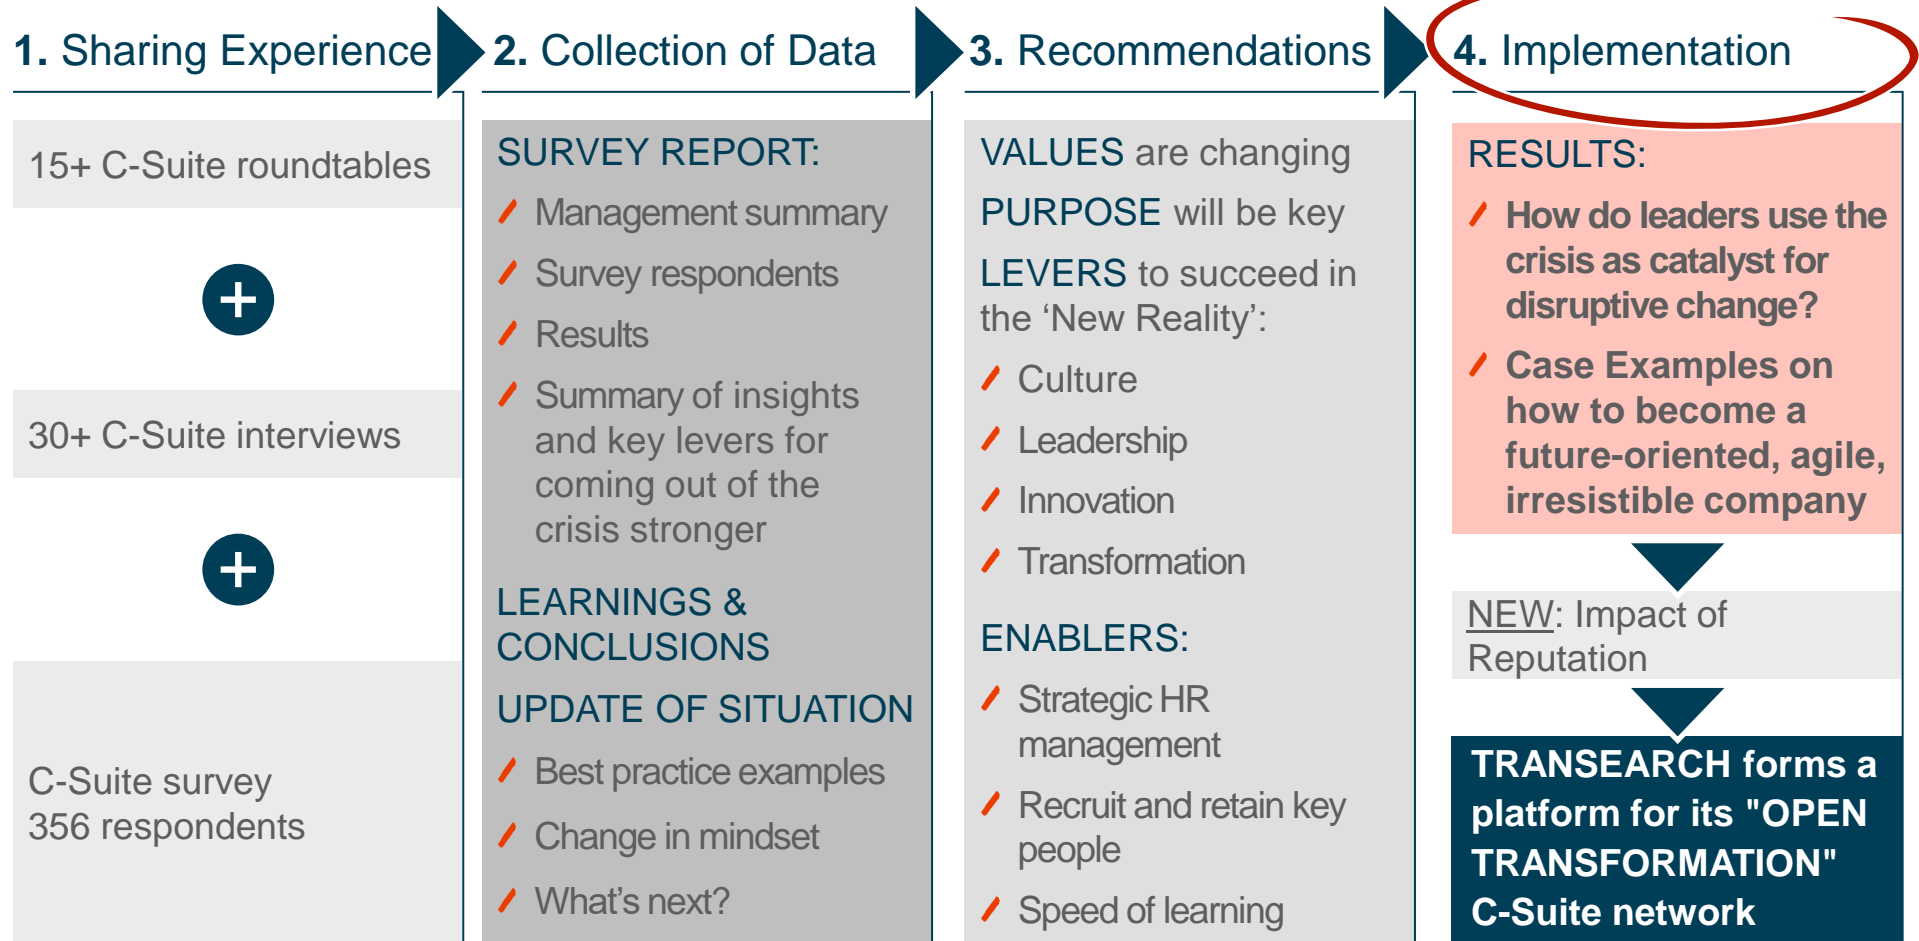 1. Sharing Experience
15+ C-Suite roundtables
+
30+ C-Suite interviews
+
C-Suite survey
356 respondents
2. Collection of Data
SURVEY REPORT:
Management summary
Survey respondents
Results
Summary of insights
and key levers for
coming out of the
crisis stronger
LEARNINGS &
CONCLUSIONS
UPDATE OF SITUATION
Best practice examples
Change in mindset
What's next?
3. Recommendations
VALUES are changing
PURPOSE will be key
LEVERS to succeed in
the ‘New Reality’:
Culture
Leadership
Innovation
Transformation
ENABLERS:
Strategic HR
management
Recruit and retain key
people
Speed of learning
4. Implementation
RESULTS:
How do leaders use the
crisis as catalyst for
disruptive change?
Case Examples on
how to become a
future-oriented, agile,
irresistible company
NEW: Impact of
Reputation
TRANSEARCH forms a
platform for its "OPEN
TRANSFORMATION"
C-Suite network